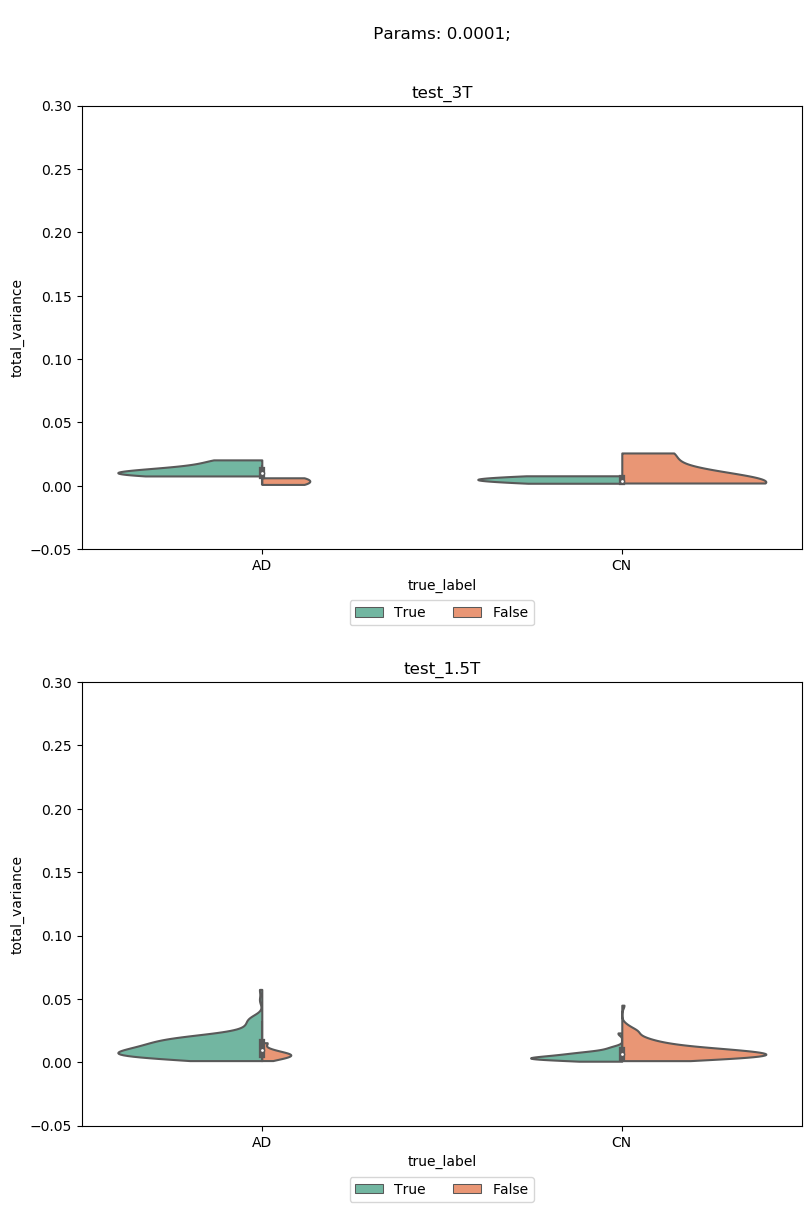 Params: 0.0001;
test_3T
0.30
0.25
0.20
0.15
0.10
0.05
0.00
−0.05
total_variance
AD CN
true_label
True False
test_1.5T
0.30
0.25
0.20
0.15
0.10
0.05
0.00
−0.05
total_variance
AD CN
true_label
True False